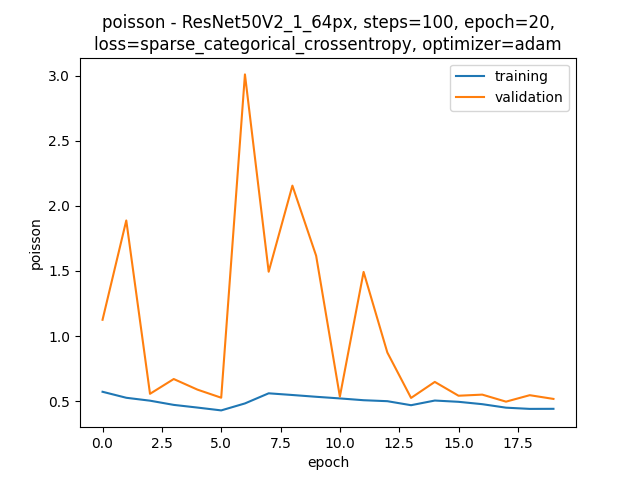 poisson - ResNet50V2_1_64px, steps=100, epoch=20,
loss=sparse_categorical_crossentropy, optimizer=adam
training
validation
poisson
3.0
2.5
2.0
1.5
1.0
0.5
0.0 2.5 5.0 7.5 10.0 12.5 15.0 17.5
epoch